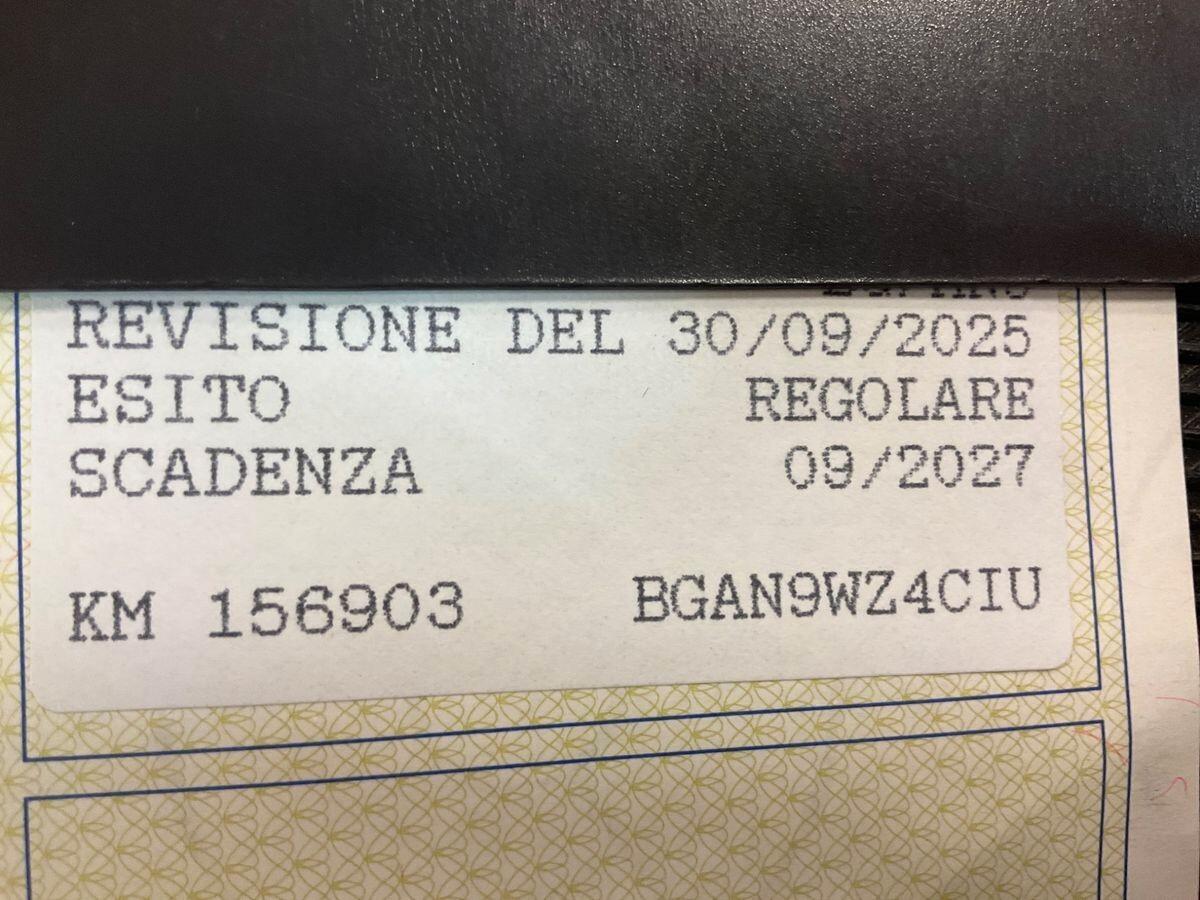 REVISIONE DEL 30/09/2025
ESITO REGOLARE
SCADENZA 09/2027
KM 156903 BGAN9WZ4CIU